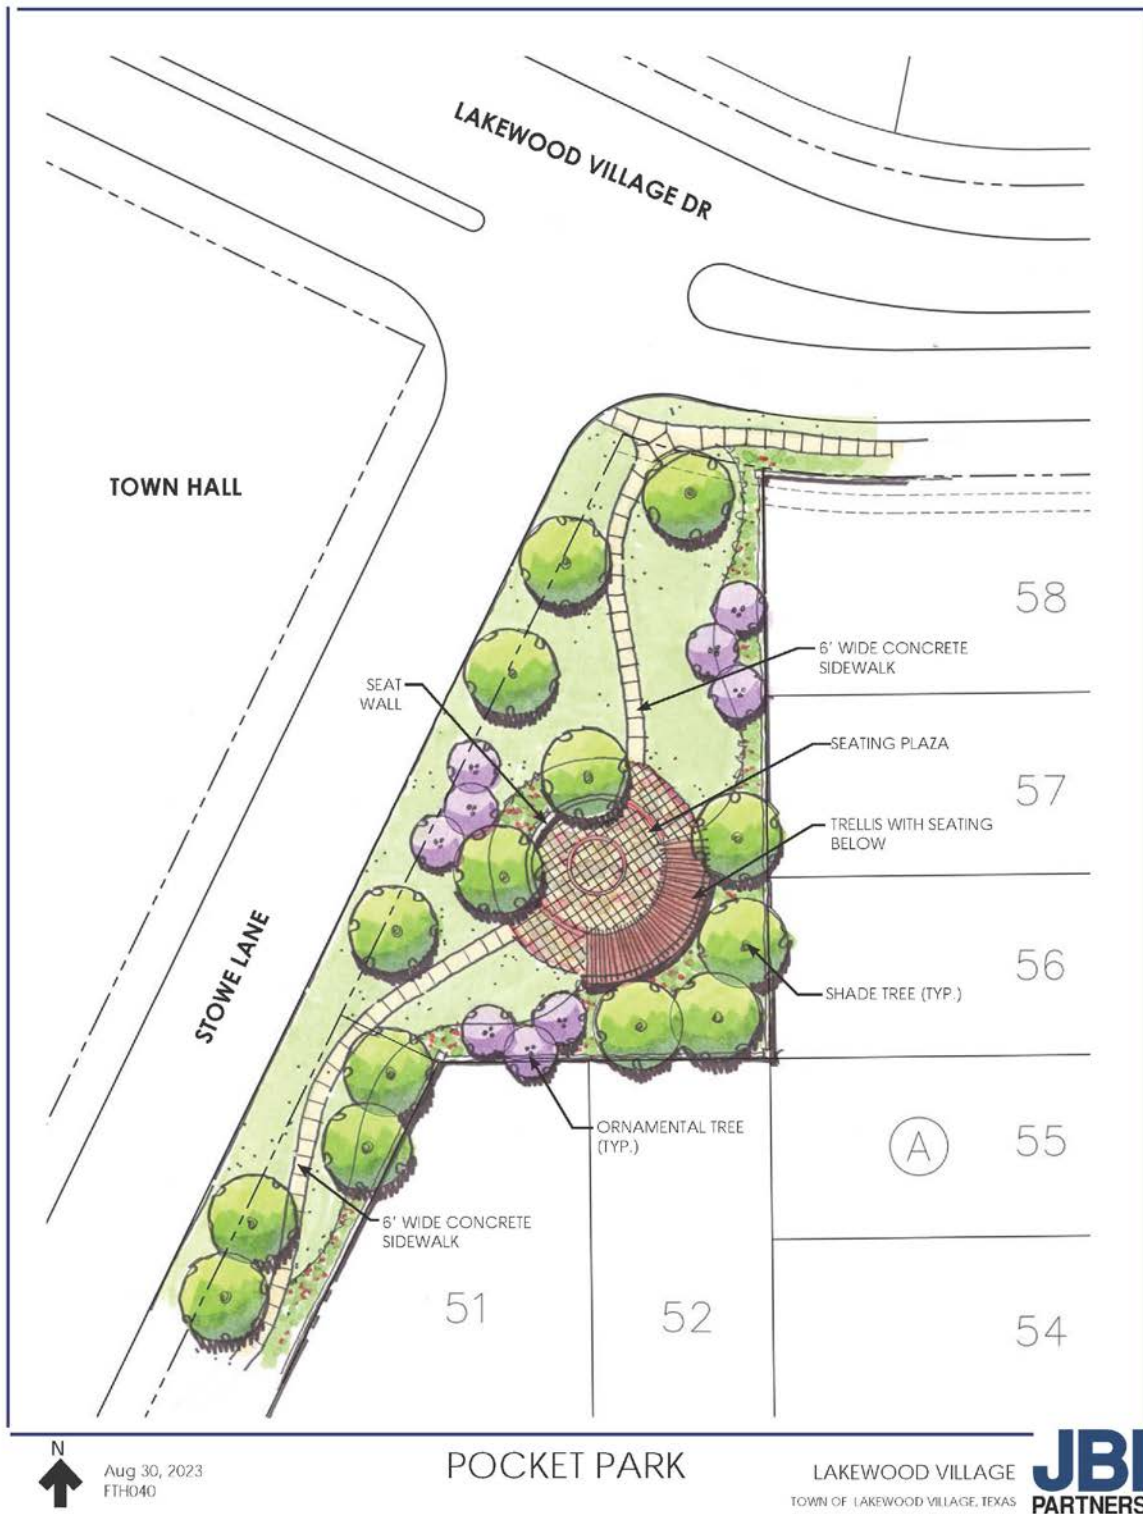 LAKEWOOD VILLAGE DR
TOWN HALL
58
6' WIDE CONCRETE
SIDEWALK
SEAT
WALL
SEATING PLAZA
57
TRELLIS WITH SEATING
BELOW
STOWE LANE
56
SHADE TREE (TYP.)
ORNAMENTAL TREE
(TYP.)
A
55
6' WIDE CONCRETE
SIDEWALK
51
52
54
N
Aug 30, 2023
FTH040
POCKET PARK
LAKEWOOD VILLAGE
TOWN OF LAKEWOOD VILLAGE, TEXAS
JBI
PARTNERS